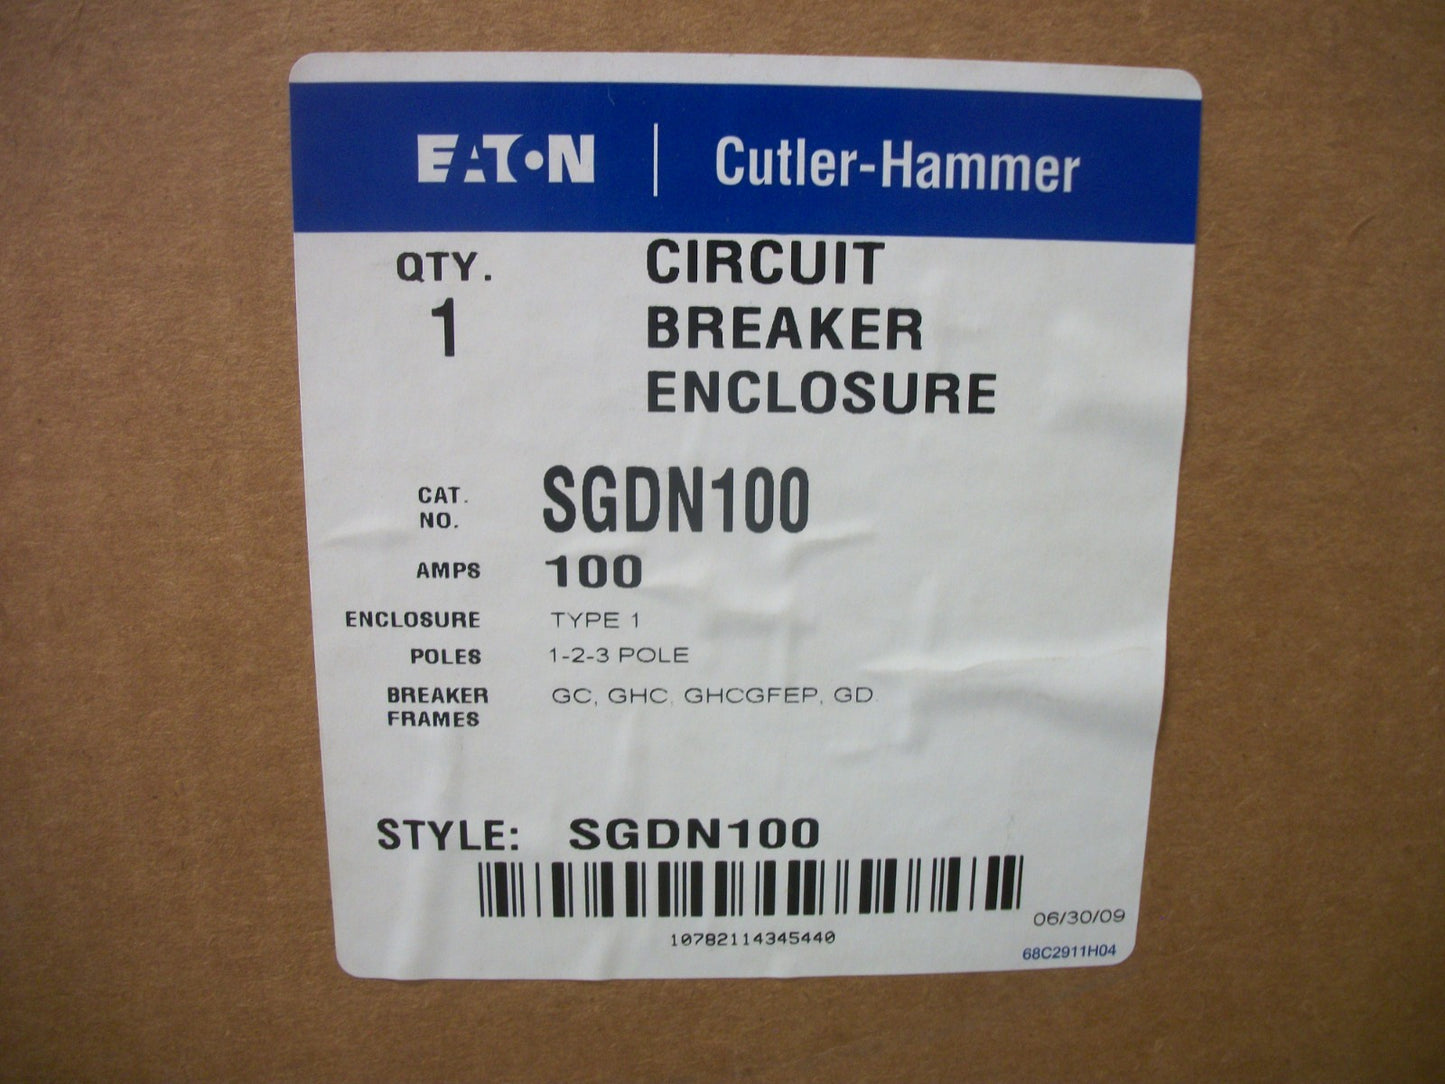 EATON | Cutler-Hammer
QTY. CIRCUIT
1 BREAKER
ENCLOSURE
CAT. NO. SGDN100
AMPS 100
ENCLOSURE TYPE 1
POLES 1-2-3 POLE
BREAKER FRAMES GC, GHC, GHCGFEP, GD.
STYLE: SGDN100
06/30/09
10782114345440
68C2911H04